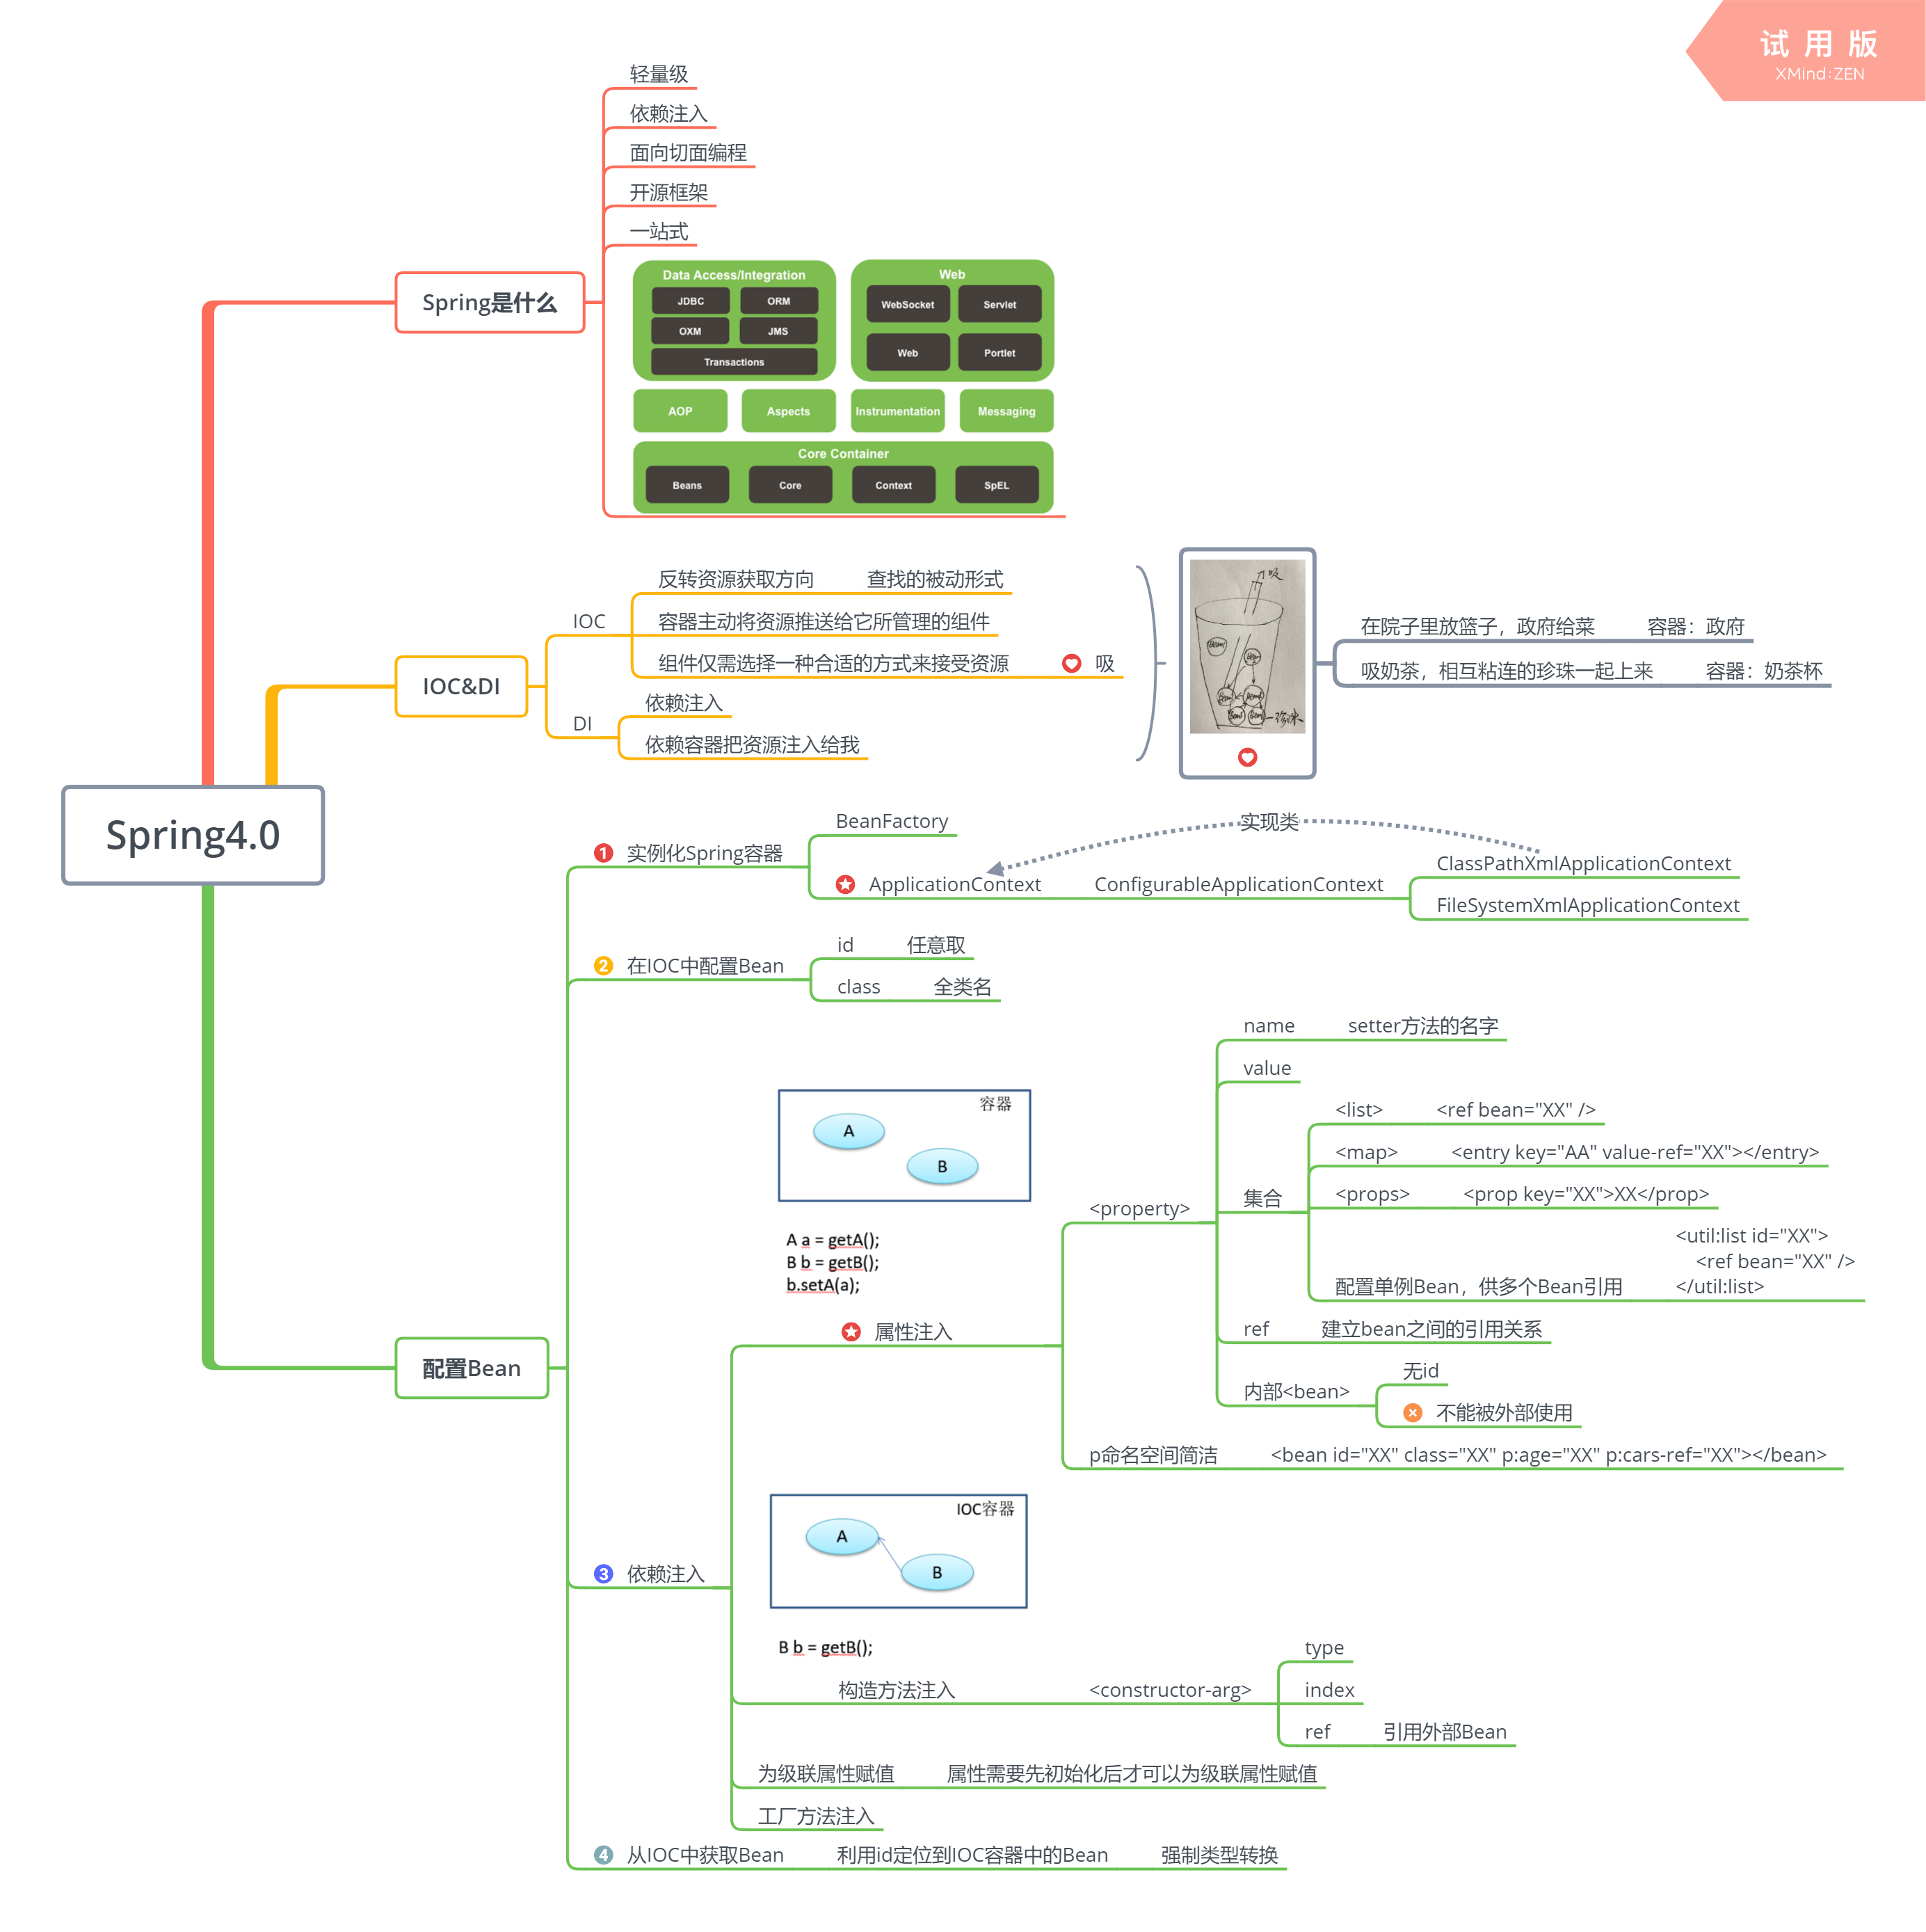 试用版
XMind:ZEN
Spring4.0
Spring是什么
轻量级
依赖注入
面向切面编程
开源框架
一站式
Data Access/Integration
JDBC
ORM
OXM
JMS
Transactions
Web
WebSocket
Servlet
Web
Portlet
AOP
Aspects
Instrumentation
Messaging
Core Container
Beans
Core
Context
SpEL
IOC&DI
IOC
反转资源获取方向
查找的被动形式
容器主动将资源推送给它所管理的组件
组件仅需选择一种合适的方式来接受资源
吸
DI
依赖注入
依赖容器把资源注入给我
吸
在院子里放篮子，政府给菜
容器：政府
吸奶茶，相互粘连的珍珠一起上来
容器：奶茶杯
配置Bean
1
实例化Spring容器
BeanFactory
ApplicationContext
实现类
ConfigurableApplicationContext
ClassPathXmlApplicationContext
FileSystemXmlApplicationContext
2
在IOC中配置Bean
id
任意取
class
全类名
3
依赖注入
容器
A
B
A a = getA();
B b = getB();
b.setA(a);
属性注入
<property>
name
setter方法的名字
value
集合
<list>
<ref bean="XX" />
<map>
<entry key="AA" value-ref="XX"></entry>
<props>
<prop key="XX">XX</prop>
配置单例Bean，供多个Bean引用
<util:list id="XX">
<ref bean="XX" />
</util:list>
ref
建立bean之间的引用关系
内部<bean>
无id
不能被外部使用
p命名空间简洁
<bean id="XX" class="XX" p:age="XX" p:cars-ref="XX"></bean>
IOC容器
A
B
B b = getB();
构造方法注入
<constructor-arg>
type
index
ref
引用外部Bean
为级联属性赋值
属性需要先初始化后才可以为级联属性赋值
工厂方法注入
4
从IOC中获取Bean
利用id定位到IOC容器中的Bean
强制类型转换